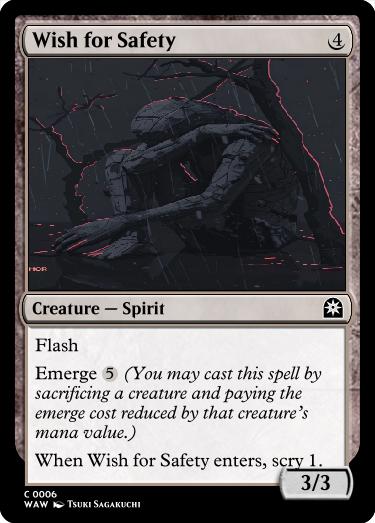 Wish for Safety 4
MOR
Creature — Spirit
Flash
Emerge 5 (You may cast this spell by
sacrificing a creature and paying the
emerge cost reduced by that creature's
mana value.)
When Wish for Safety enters, scry 1.
3/3
C 0006
WAW Tsuki Sagakuchi